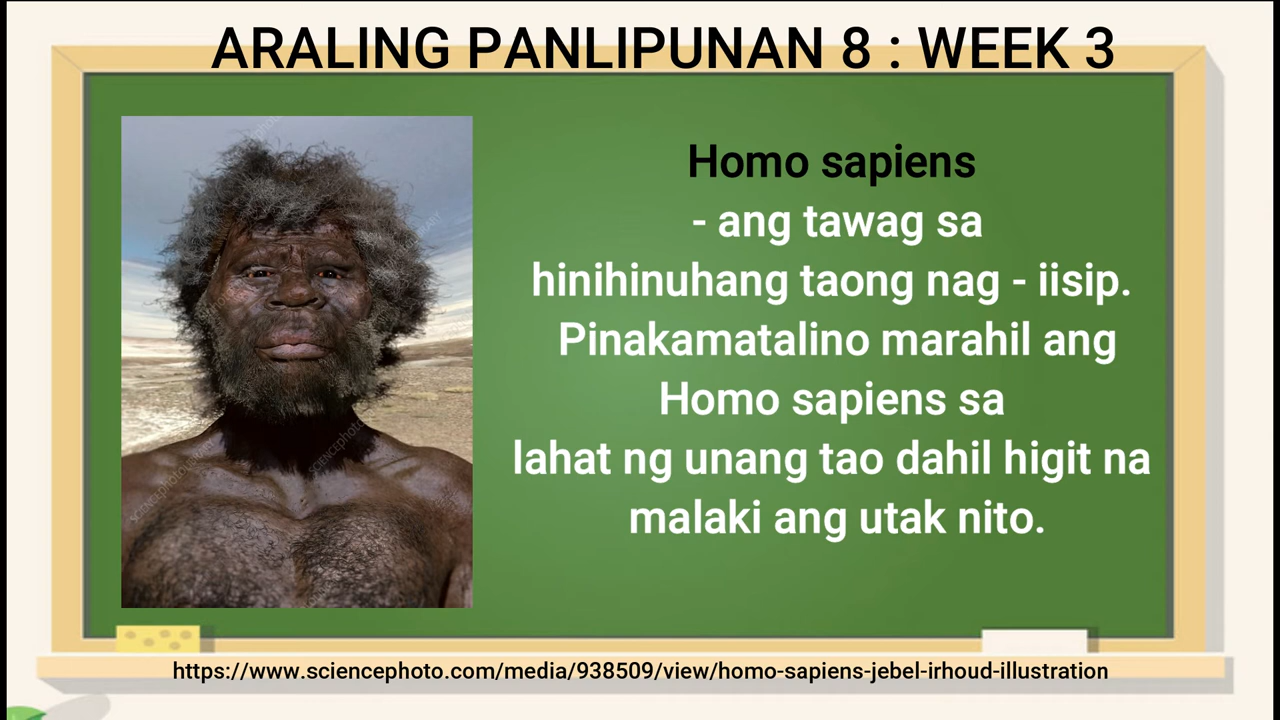 ARALING PANLIPUNAN 8 : WEEK 3
Homo sapiens
- ang tawag sa
hinihinuhang taong nag - iisip.
Pinakamatalino marahil ang
Homo sapiens sa
lahat ng unang tao dahil higit na
malaki ang utak nito.
https://www.sciencephoto.com/media/938509/view/homo-sapiens-jebel-irhoud-illustration